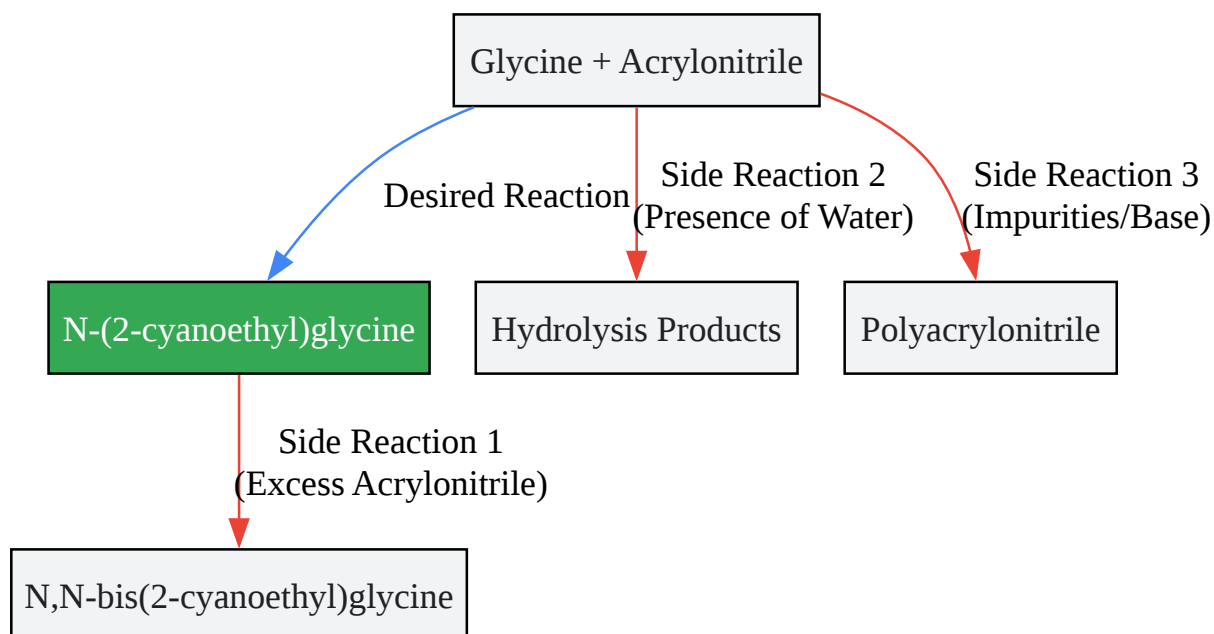 Glycine + Acrylonitrile
Desired Reaction
Side Reaction 2
(Presence of Water)
Side Reaction 3
(Impurities/Base)
N-(2-cyanoethyl)glycine
Hydrolysis Products
Polyacrylonitrile
Side Reaction 1
(Excess Acrylonitrile)
N,N-bis(2-cyanoethyl)glycine